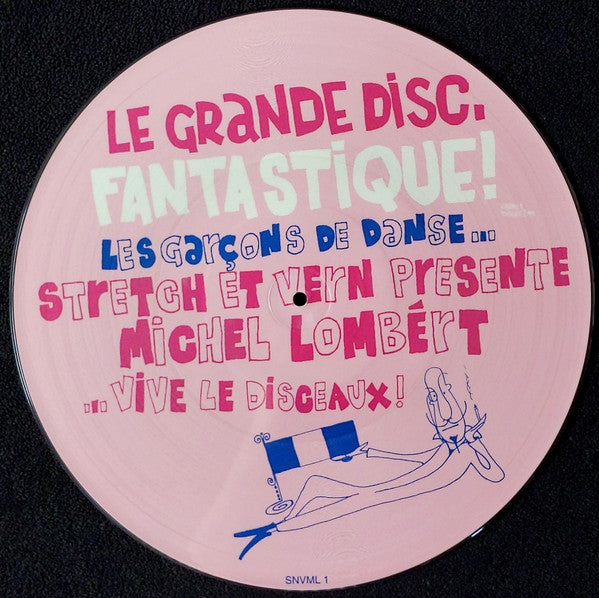 LE GRANDE DISC.
FANTASTIQUE!
LES GARÇONS DE DANSE...
STRETCH ET VERN PRESENTE
MICHEL LOMBÉRT
...VIVE LE DISCEAUX!
SNVML 1